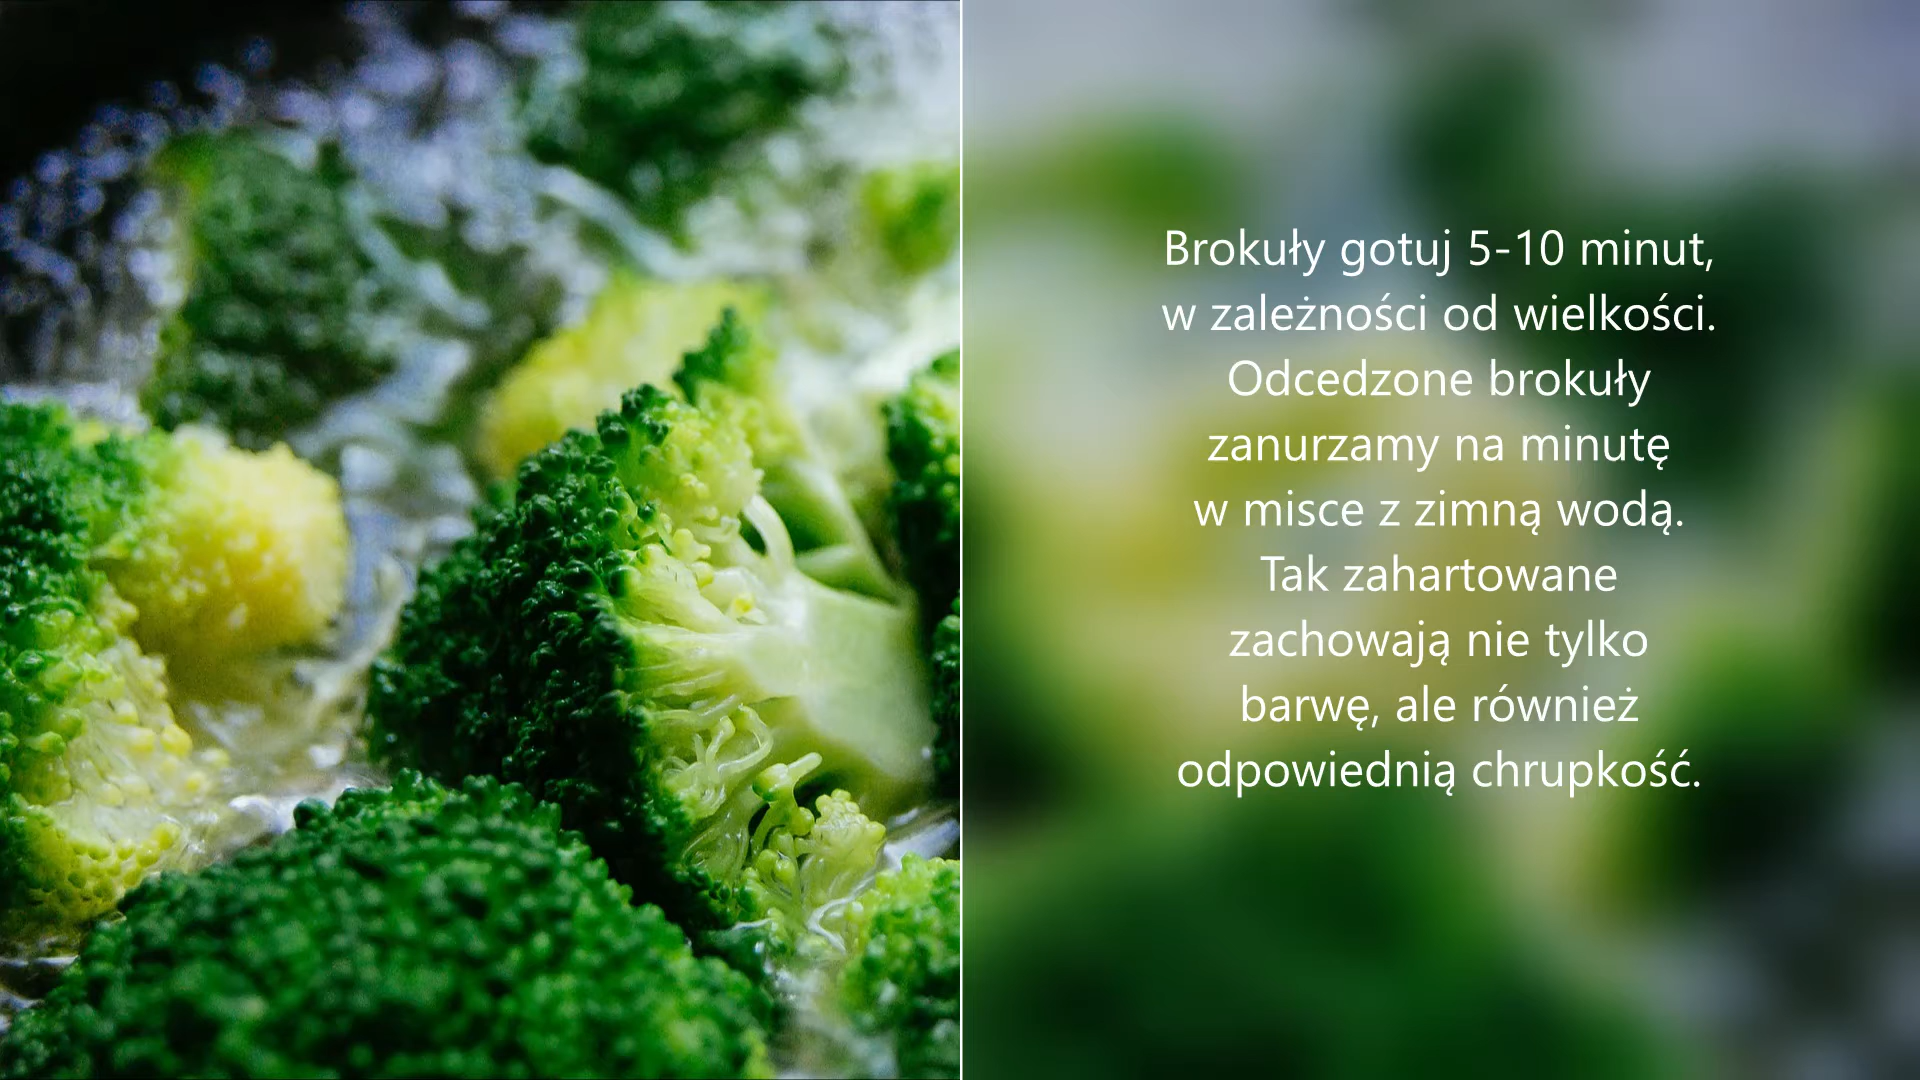 Brokuły gotuj 5-10 minut,
w zależności od wielkości.
Odcedzone brokuły
zanurzamy na minutę
w misce z zimną wodą.
Tak zahartowane
zachowają nie tylko
barwę, ale również
odpowiednią chrupkość.